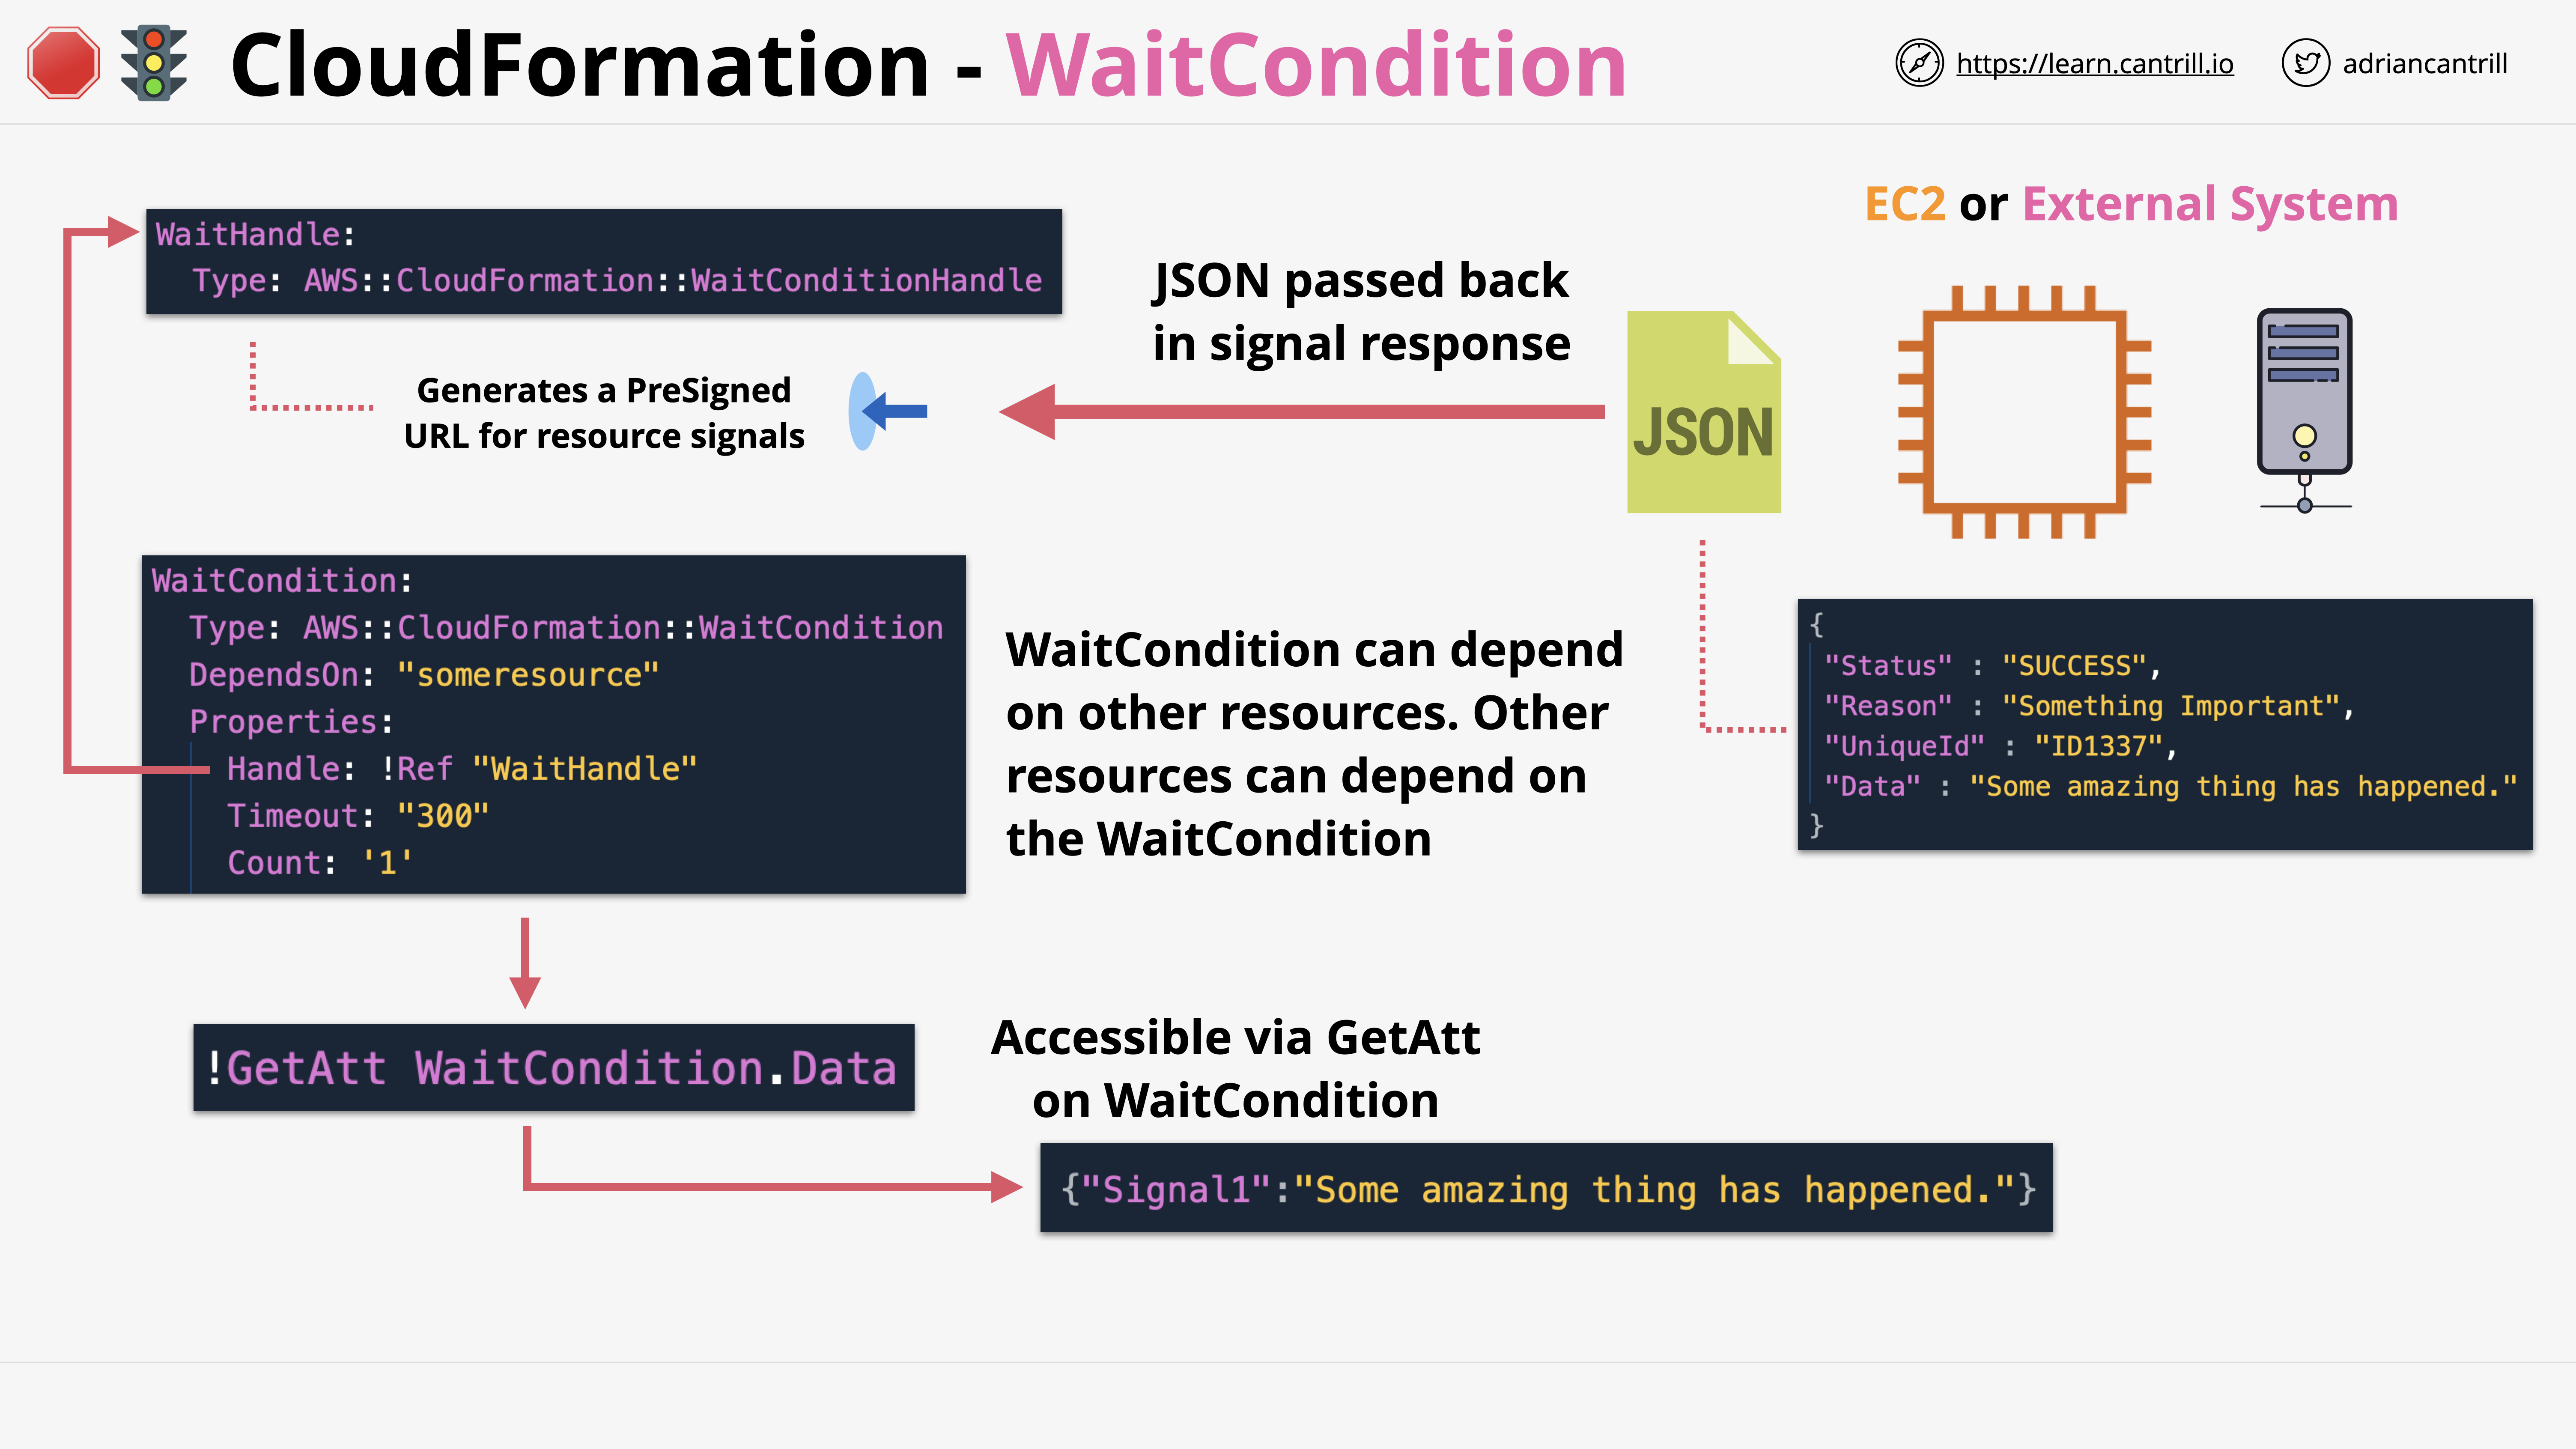 CloudFormation - WaitCondition
https://learn.cantrill.io
adriancantrill
WaitHandle:
Type: AWS::CloudFormation::WaitConditionHandle
Generates a PreSigned
URL for resource signals
JSON passed back
in signal response
JSON
EC2 or External System
WaitCondition:
Type: AWS::CloudFormation::WaitCondition
DependsOn: "someresource"
Properties:
Handle: !Ref "WaitHandle"
Timeout: "300"
Count: '1'
WaitCondition can depend
on other resources. Other
resources can depend on
the WaitCondition
{
"Status" : "SUCCESS",
"Reason" : "Something Important",
"UniqueId" : "ID1337",
"Data" : "Some amazing thing has happened."
}
!GetAtt WaitCondition.Data
Accessible via GetAtt
on WaitCondition
{"Signal1":"Some amazing thing has happened."}